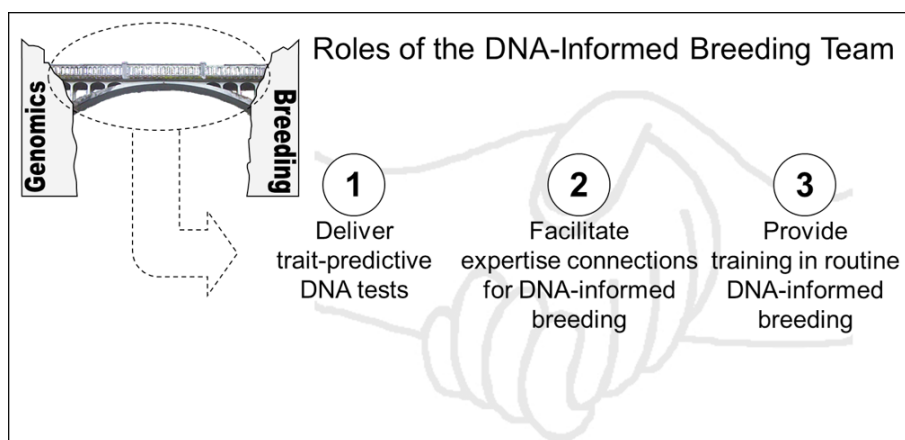 Roles of the DNA-Informed Breeding Team
Genomics
Breeding
1
Deliver
trait-predictive
DNA tests
2
Facilitate
expertise connections
for DNA-informed
breeding
3
Provide
training in routine
DNA-informed
breeding